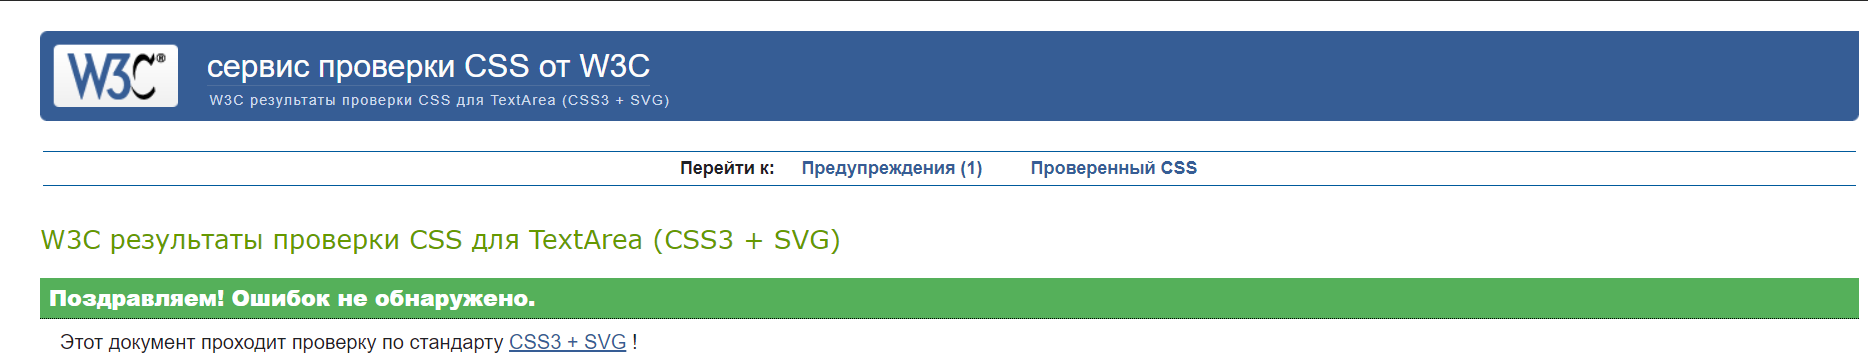 W3C®
сервис проверки CSS от W3C
W3C результаты проверки CSS для TextArea (CSS3 + SVG)
Перейти к: Предупреждения (1) Проверенный CSS
W3C результаты проверки CSS для TextArea (CSS3 + SVG)
Поздравляем! Ошибок не обнаружено.
Этот документ проходит проверку по стандарту CSS3 + SVG !